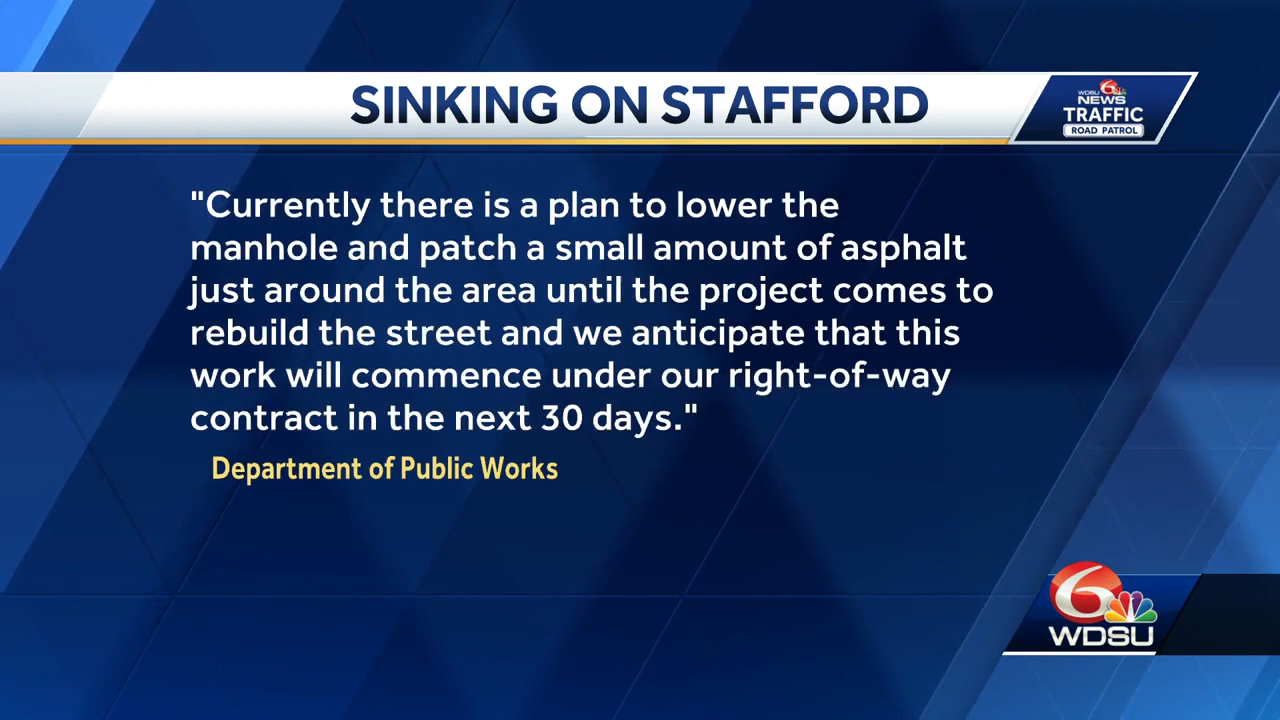 SINKING ON STAFFORD
WDSU 6
NEWS
TRAFFIC
ROAD PATROL
"Currently there is a plan to lower the
manhole and patch a small amount of asphalt
just around the area until the project comes to
rebuild the street and we anticipate that this
work will commence under our right-of-way
contract in the next 30 days."
Department of Public Works
6
WDSU